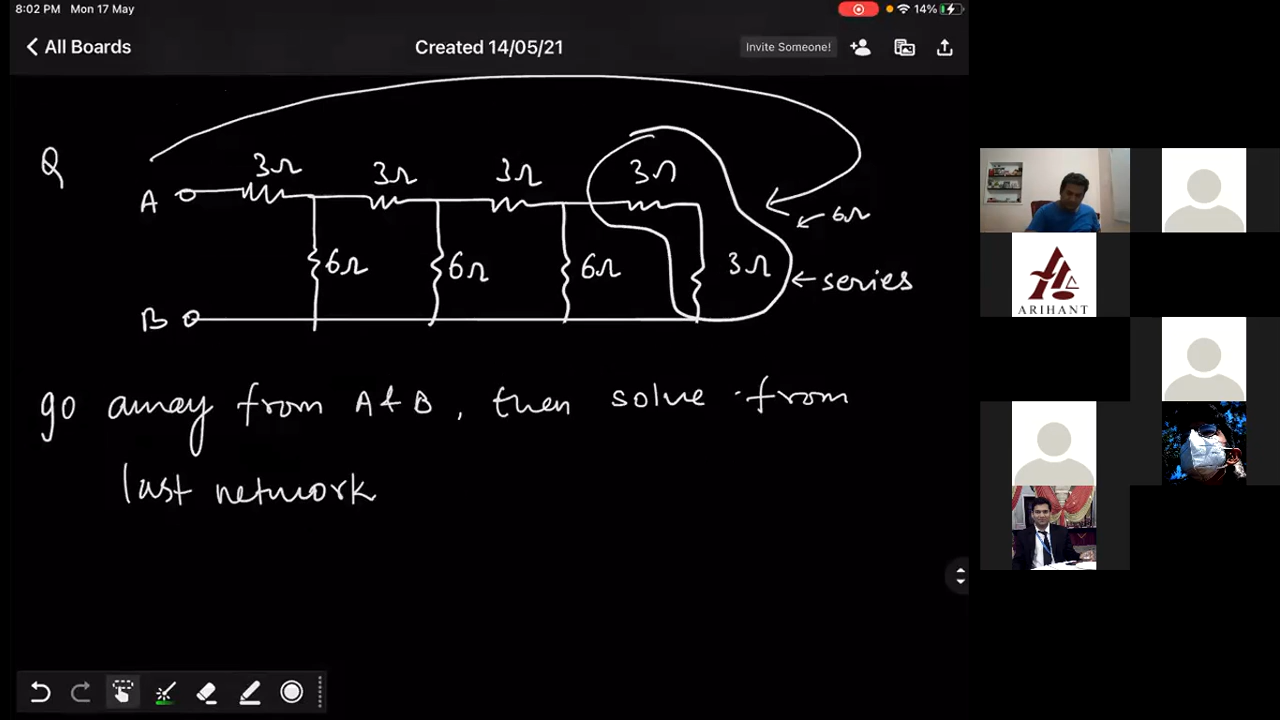 8:02 PM Mon 17 May
14%
All Boards
Created 14/05/21
Invite Someone!
Q
A
3Ω
3Ω
3Ω
3Ω
6Ω
B
6Ω
6Ω
6Ω
3Ω
← series
go away from A & B, then solve from
last network
ARIHANT